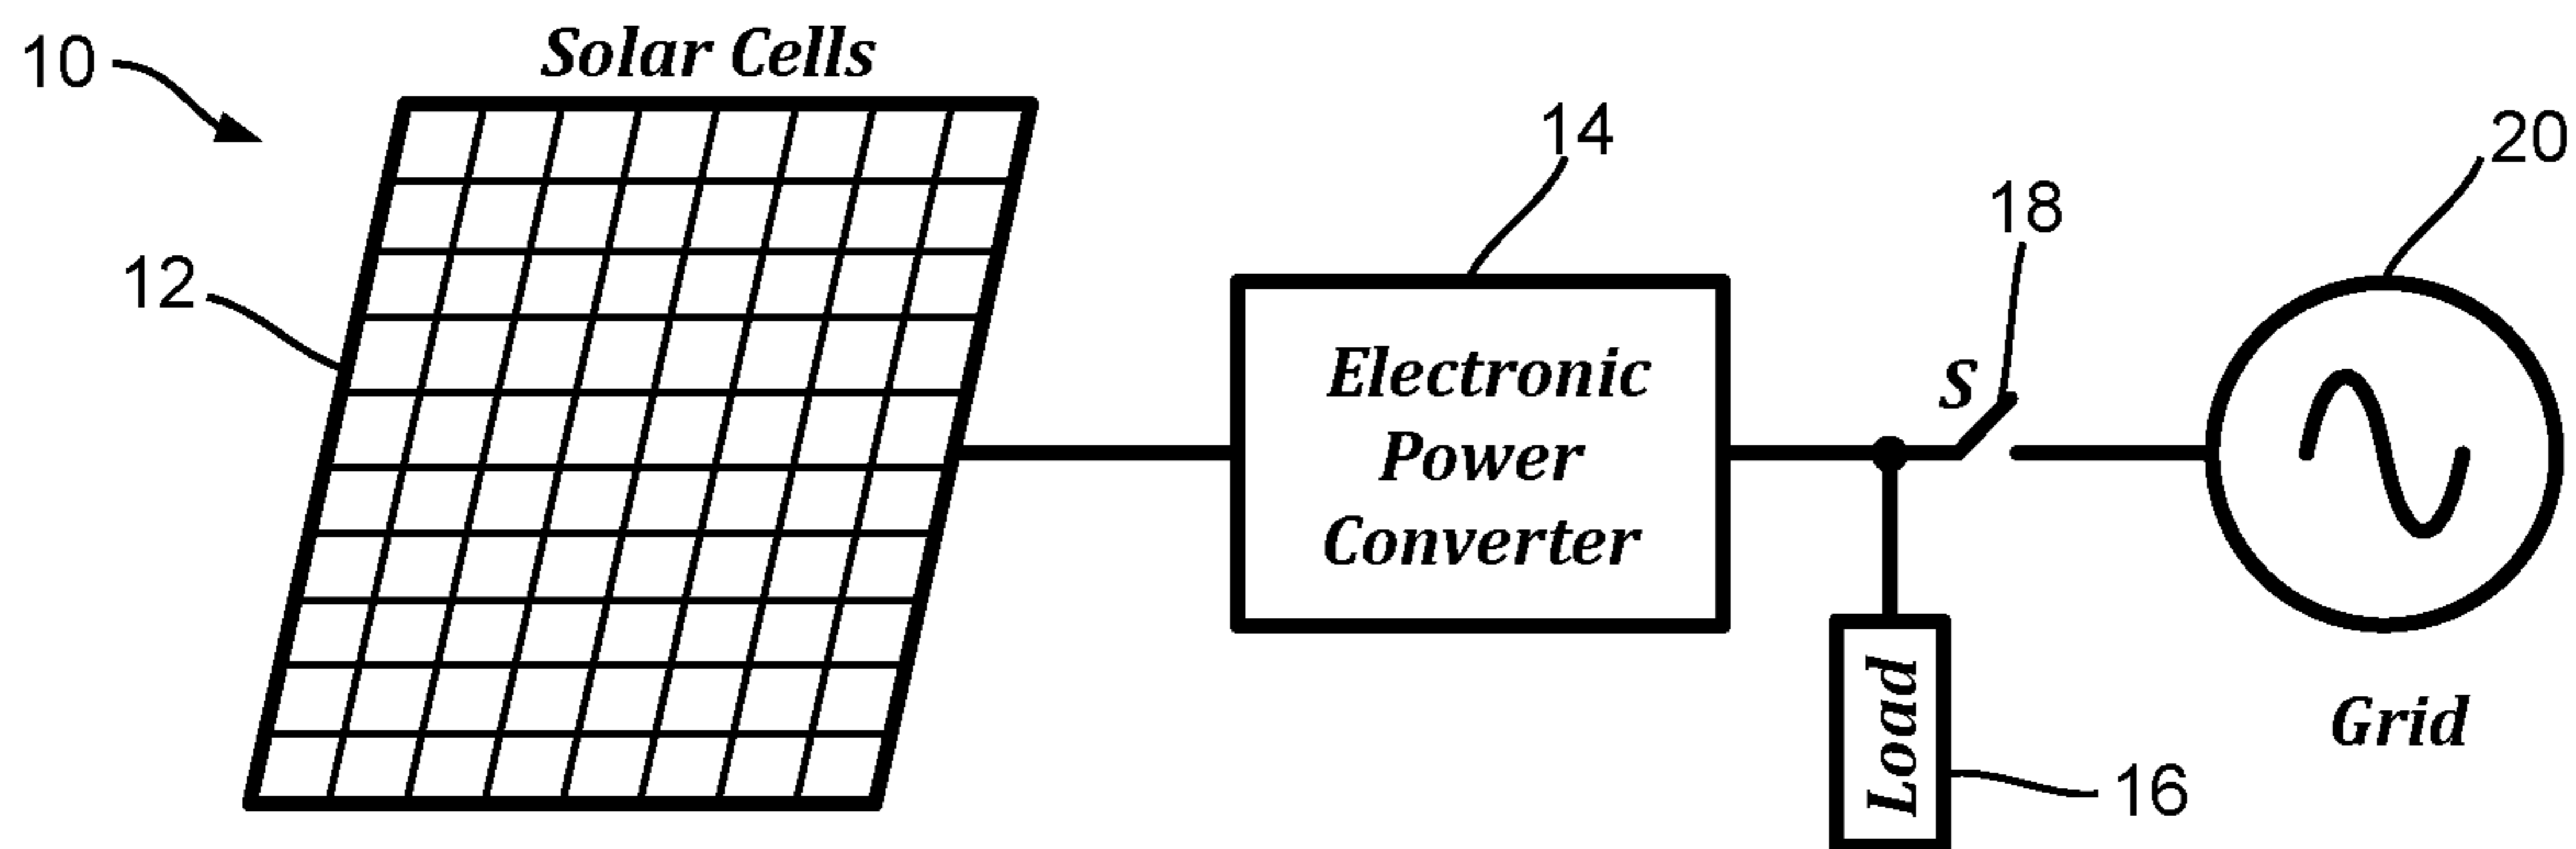 10
Solar Cells
12
14
Electronic
Power
Converter
S
18
20
Load
16
Grid